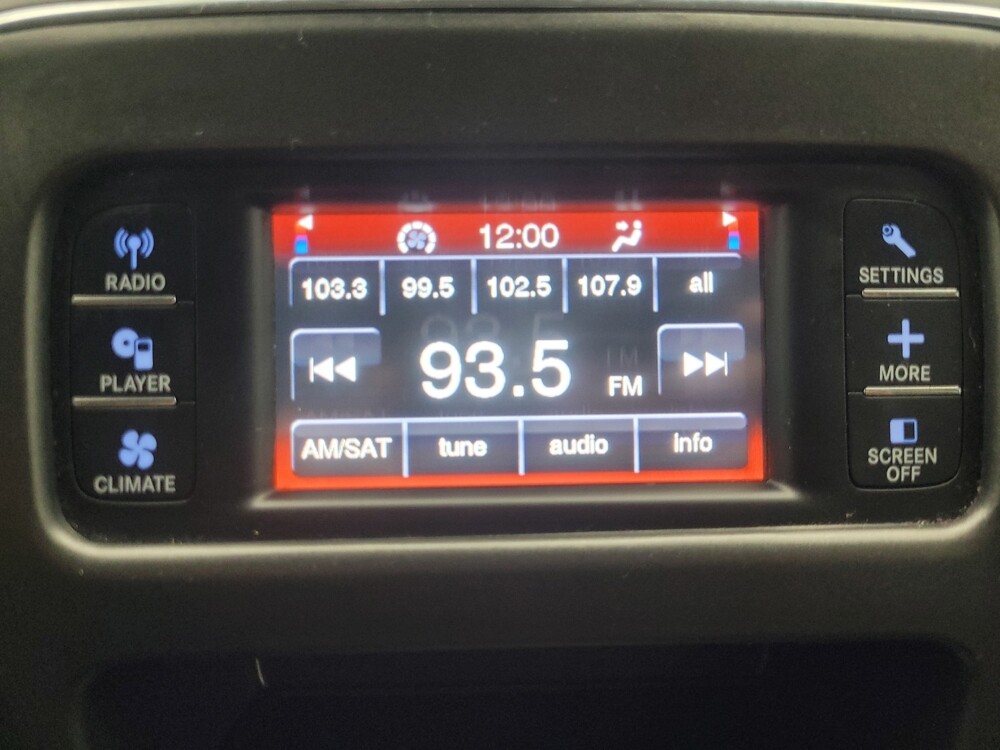 12:00
RADIO
103.3 99.5 102.5 107.9 all
SETTINGS
PLAYER
93.5 FM
MORE
CLIMATE
AM/SAT tune audio info
SCREEN
OFF